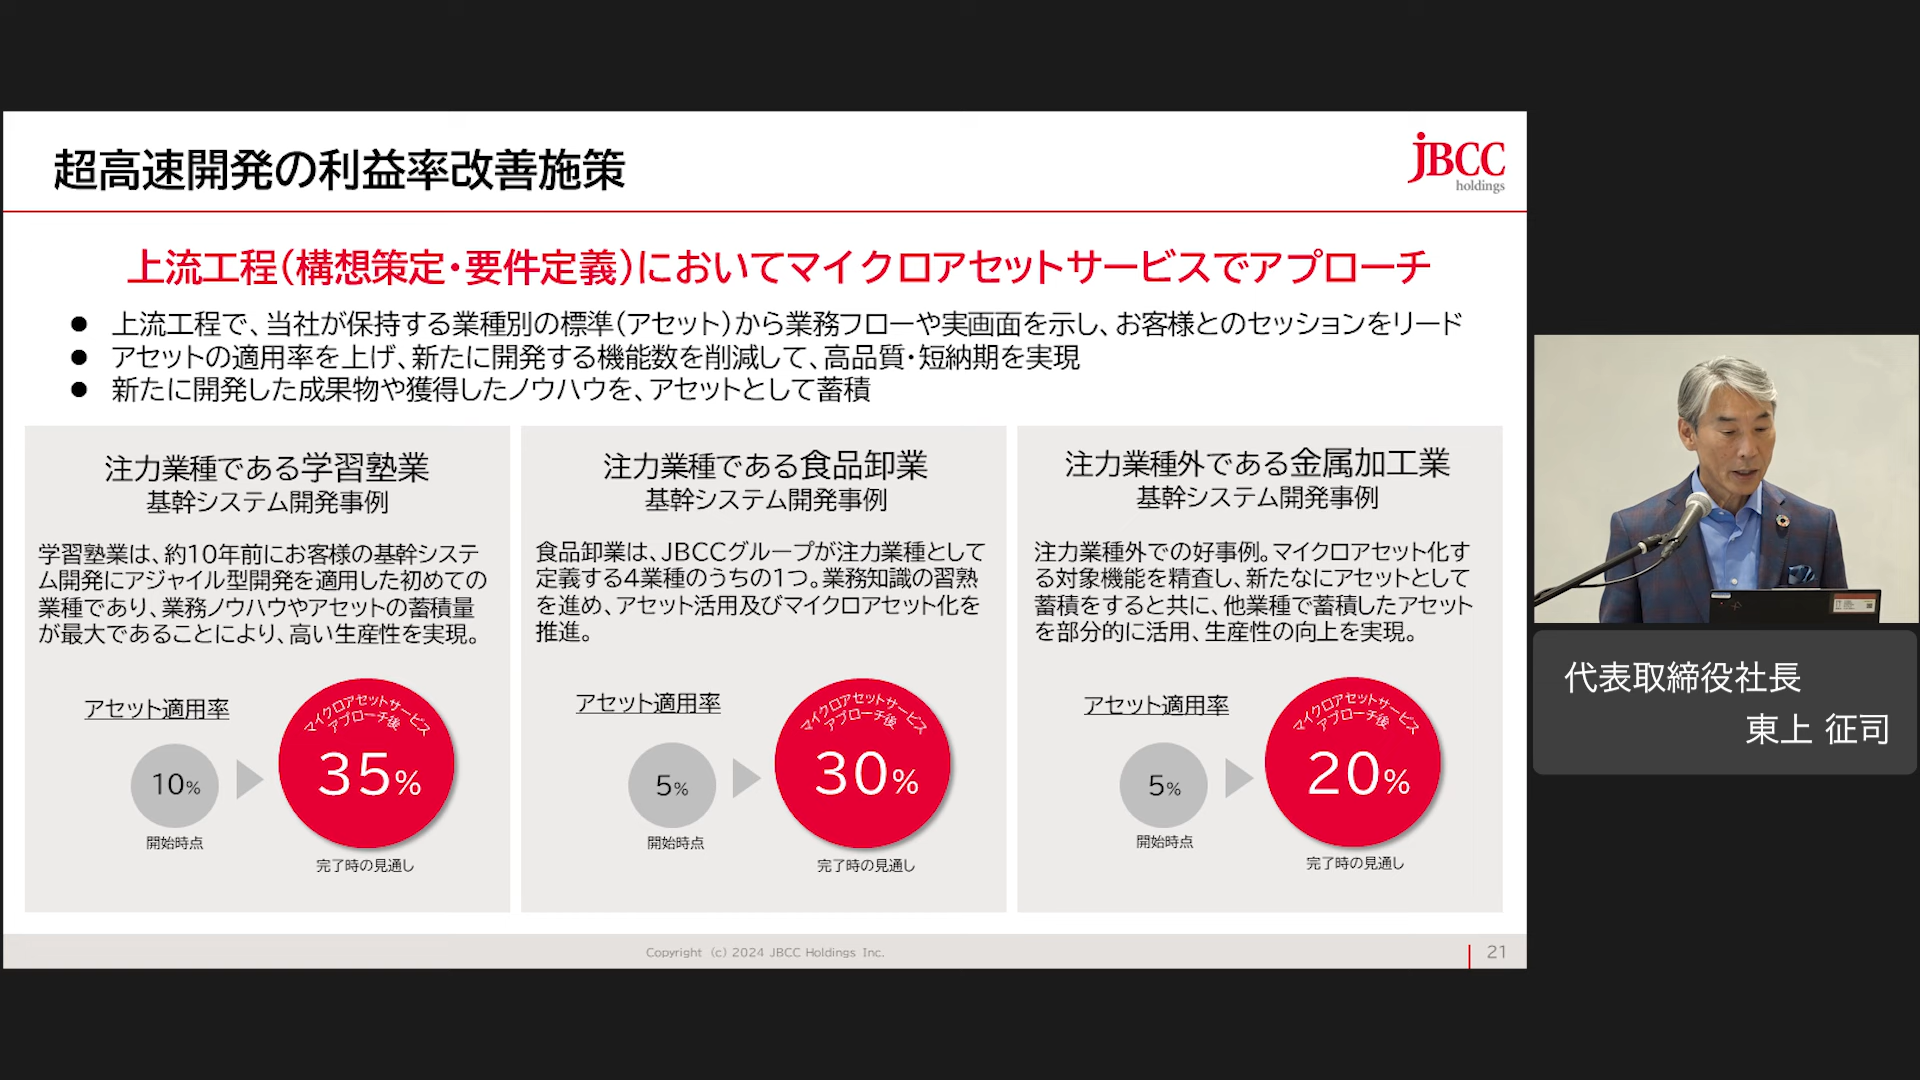 超高速開発の利益率改善施策
JBCC
holdings
上流工程(構想策定・要件定義)においてマイクロアセットサービスでアプローチ
● 上流工程で、当社が保持する業種別の標準(アセット)から業務フローや実画面を示し、お客様とのセッションをリード
● アセットの適用率を上げ、新たに開発する機能数を削減して、高品質・短納期を実現
● 新たに開発した成果物や獲得したノウハウを、アセットとして蓄積
注力業種である学習塾業
基幹システム開発事例
学習塾業は、約10年前にお客様の基幹システ
ム開発にアジャイル型開発を適用した初めての
業種であり、業務ノウハウやアセットの蓄積量
が最大であることにより、高い生産性を実現。
アセット適用率
10%
開始時点
マイクロアセットサービス
アプローチ後
35%
完了時の見通し
注力業種である食品卸業
基幹システム開発事例
食品卸業は、JBCCグループが注力業種として
定義する4業種のうちの1つ。業務知識の習熟
を進め、アセット活用及びマイクロアセット化を
推進。
アセット適用率
5%
開始時点
マイクロアセットサービス
アプローチ後
30%
完了時の見通し
注力業種外である金属加工業
基幹システム開発事例
注力業種外での好事例。マイクロアセット化す
る対象機能を精査し、新たなにアセットとして
蓄積をすると共に、他業種で蓄積したアセット
を部分的に活用、生産性の向上を実現。
アセット適用率
5%
開始時点
マイクロアセットサービス
アプローチ後
20%
完了時の見通し
Copyright (c) 2024 JBCC Holdings Inc.
21
代表取締役社長
東上 征司